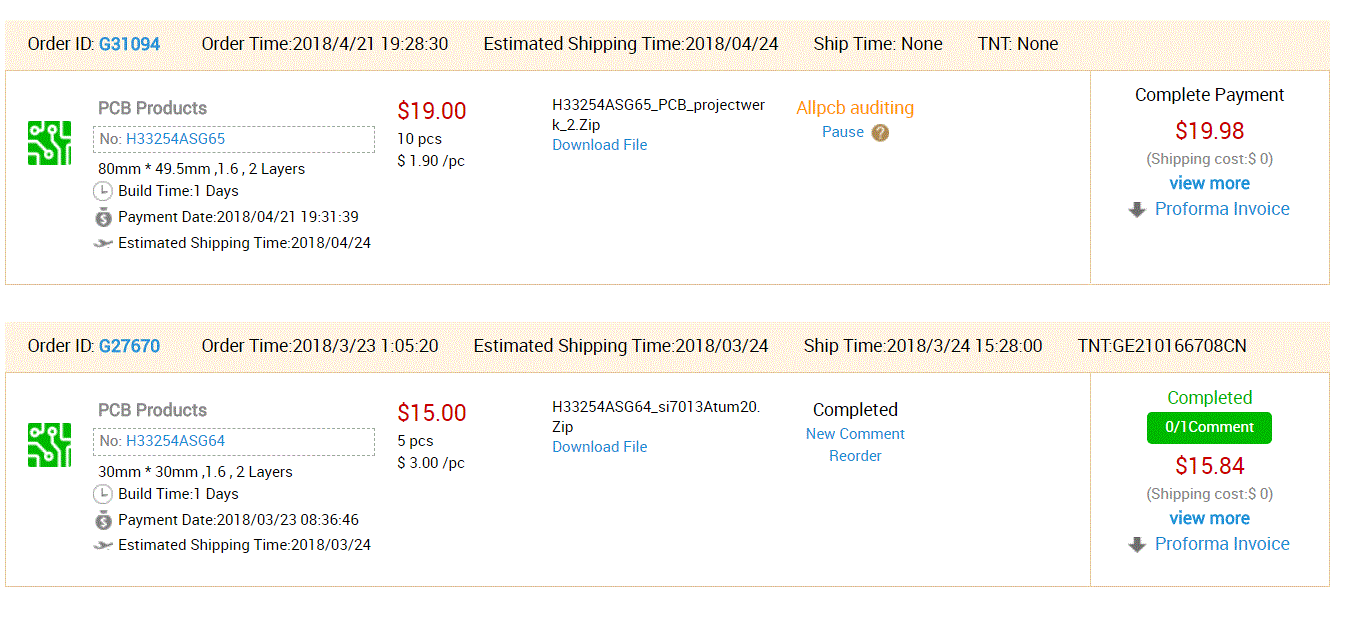 Order ID: G31094 Order Time:2018/4/21 19:28:30 Estimated Shipping Time:2018/04/24 Ship Time: None TNT: None
PCB Products
No: H33254ASG65
80mm * 49.5mm ,1.6 , 2 Layers
Build Time:1 Days
Payment Date:2018/04/21 19:31:39
Estimated Shipping Time:2018/04/24
$19.00
10 pcs
$ 1.90 /pc
H33254ASG65_PCB_projectwer
k_2.Zip
Download File
Allpcb auditing
Pause ?
Complete Payment
$19.98
(Shipping cost:$ 0)
view more
Proforma Invoice
Order ID: G27670 Order Time:2018/3/23 1:05:20 Estimated Shipping Time:2018/03/24 Ship Time:2018/3/24 15:28:00 TNT:GE210166708CN
PCB Products
No: H33254ASG64
30mm * 30mm ,1.6 , 2 Layers
Build Time:1 Days
Payment Date:2018/03/23 08:36:46
Estimated Shipping Time:2018/03/24
$15.00
5 pcs
$ 3.00 /pc
H33254ASG64_si7013Atum20.
Zip
Download File
Completed
New Comment
Reorder
Completed
0/1Comment
$15.84
(Shipping cost:$ 0)
view more
Proforma Invoice